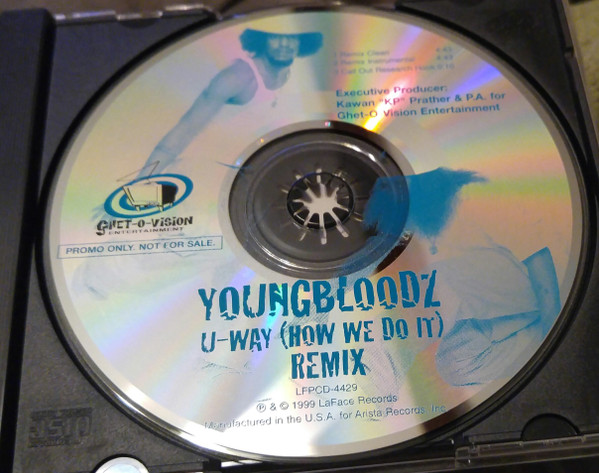 1 Remix Clean
2 Remix Instrumental
3 Call Out Research Hook
Executive Producer:
Kawan "KP" Prather & P.A. for
Ghet-O Vision Entertainment
GHET-O-VISION
ENTERTAINMENT
PROMO ONLY. NOT FOR SALE.
YOUNGBLOODZ
U-WAY (HOW WE DO IT)
REMIX
LFPCD-4429
℗ & © 1999 LaFace Records
Manufactured in the U.S.A. for Arista Records, Inc.